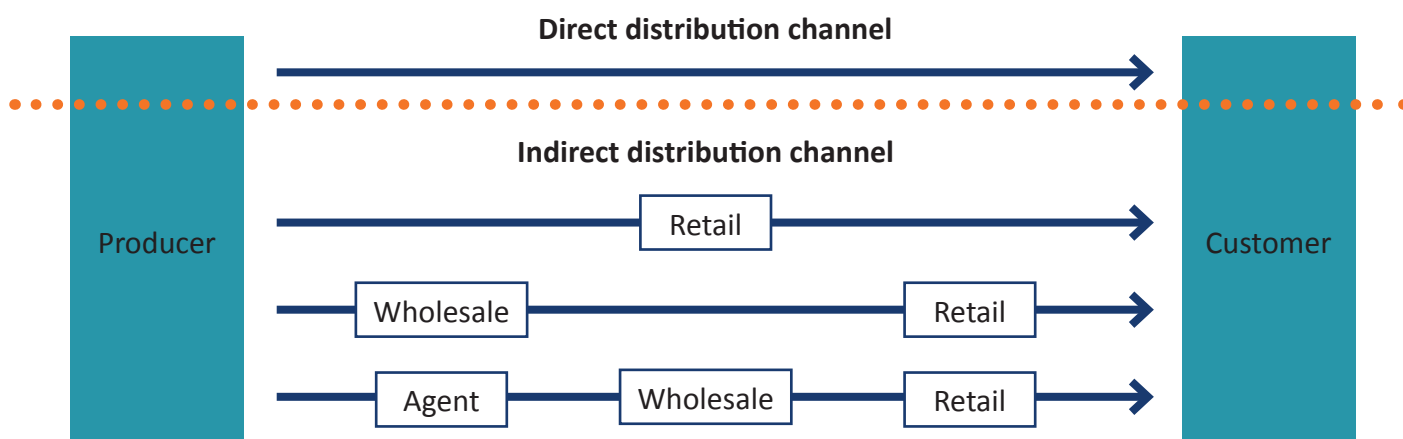 Direct distribution channel
Indirect distribution channel
Retail
Producer
Customer
Wholesale
Retail
Agent
Wholesale
Retail